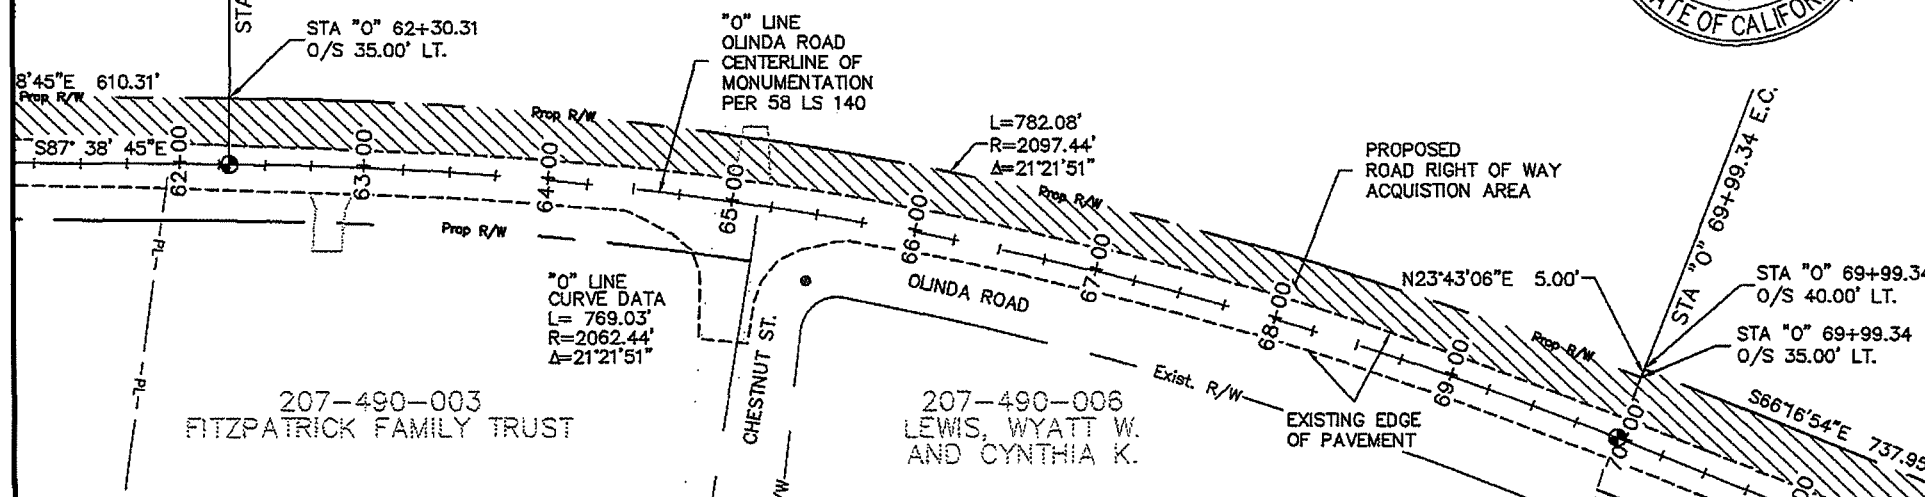 STA
STA "O" 62+30.31
O/S 35.00' LT.
"O" LINE
OLINDA ROAD
CENTERLINE OF
MONUMENTATION
PER 58 LS 140
8'45"E 610.31'
Prop R/W
Prop R/W
L=782.08'
R=2097.44'
Δ=21°21'51"
PROPOSED
ROAD RIGHT OF WAY
ACQUISTION AREA
STA "O" 69+99.34 E.C.
S87° 38' 45"E
62+00
63+00
64+00
65+00
66+00
67+00
68+00
69+00
70+00
Prop R/W
Prop R/W
Prop R/W
N23°43'06"E 5.00'
STA "O" 69+99.34
O/S 40.00' LT.
STA "O" 69+99.34
O/S 35.00' LT.
"O" LINE
CURVE DATA
L= 769.03'
R=2062.44'
Δ=21°21'51"
OLINDA ROAD
CHESTNUT ST.
PL
PL
Exist. R/W
EXISTING EDGE
OF PAVEMENT
S66°16'54"E 737.95
207-490-003
FITZPATRICK FAMILY TRUST
207-490-006
LEWIS, WYATT W.
AND CYNTHIA K.